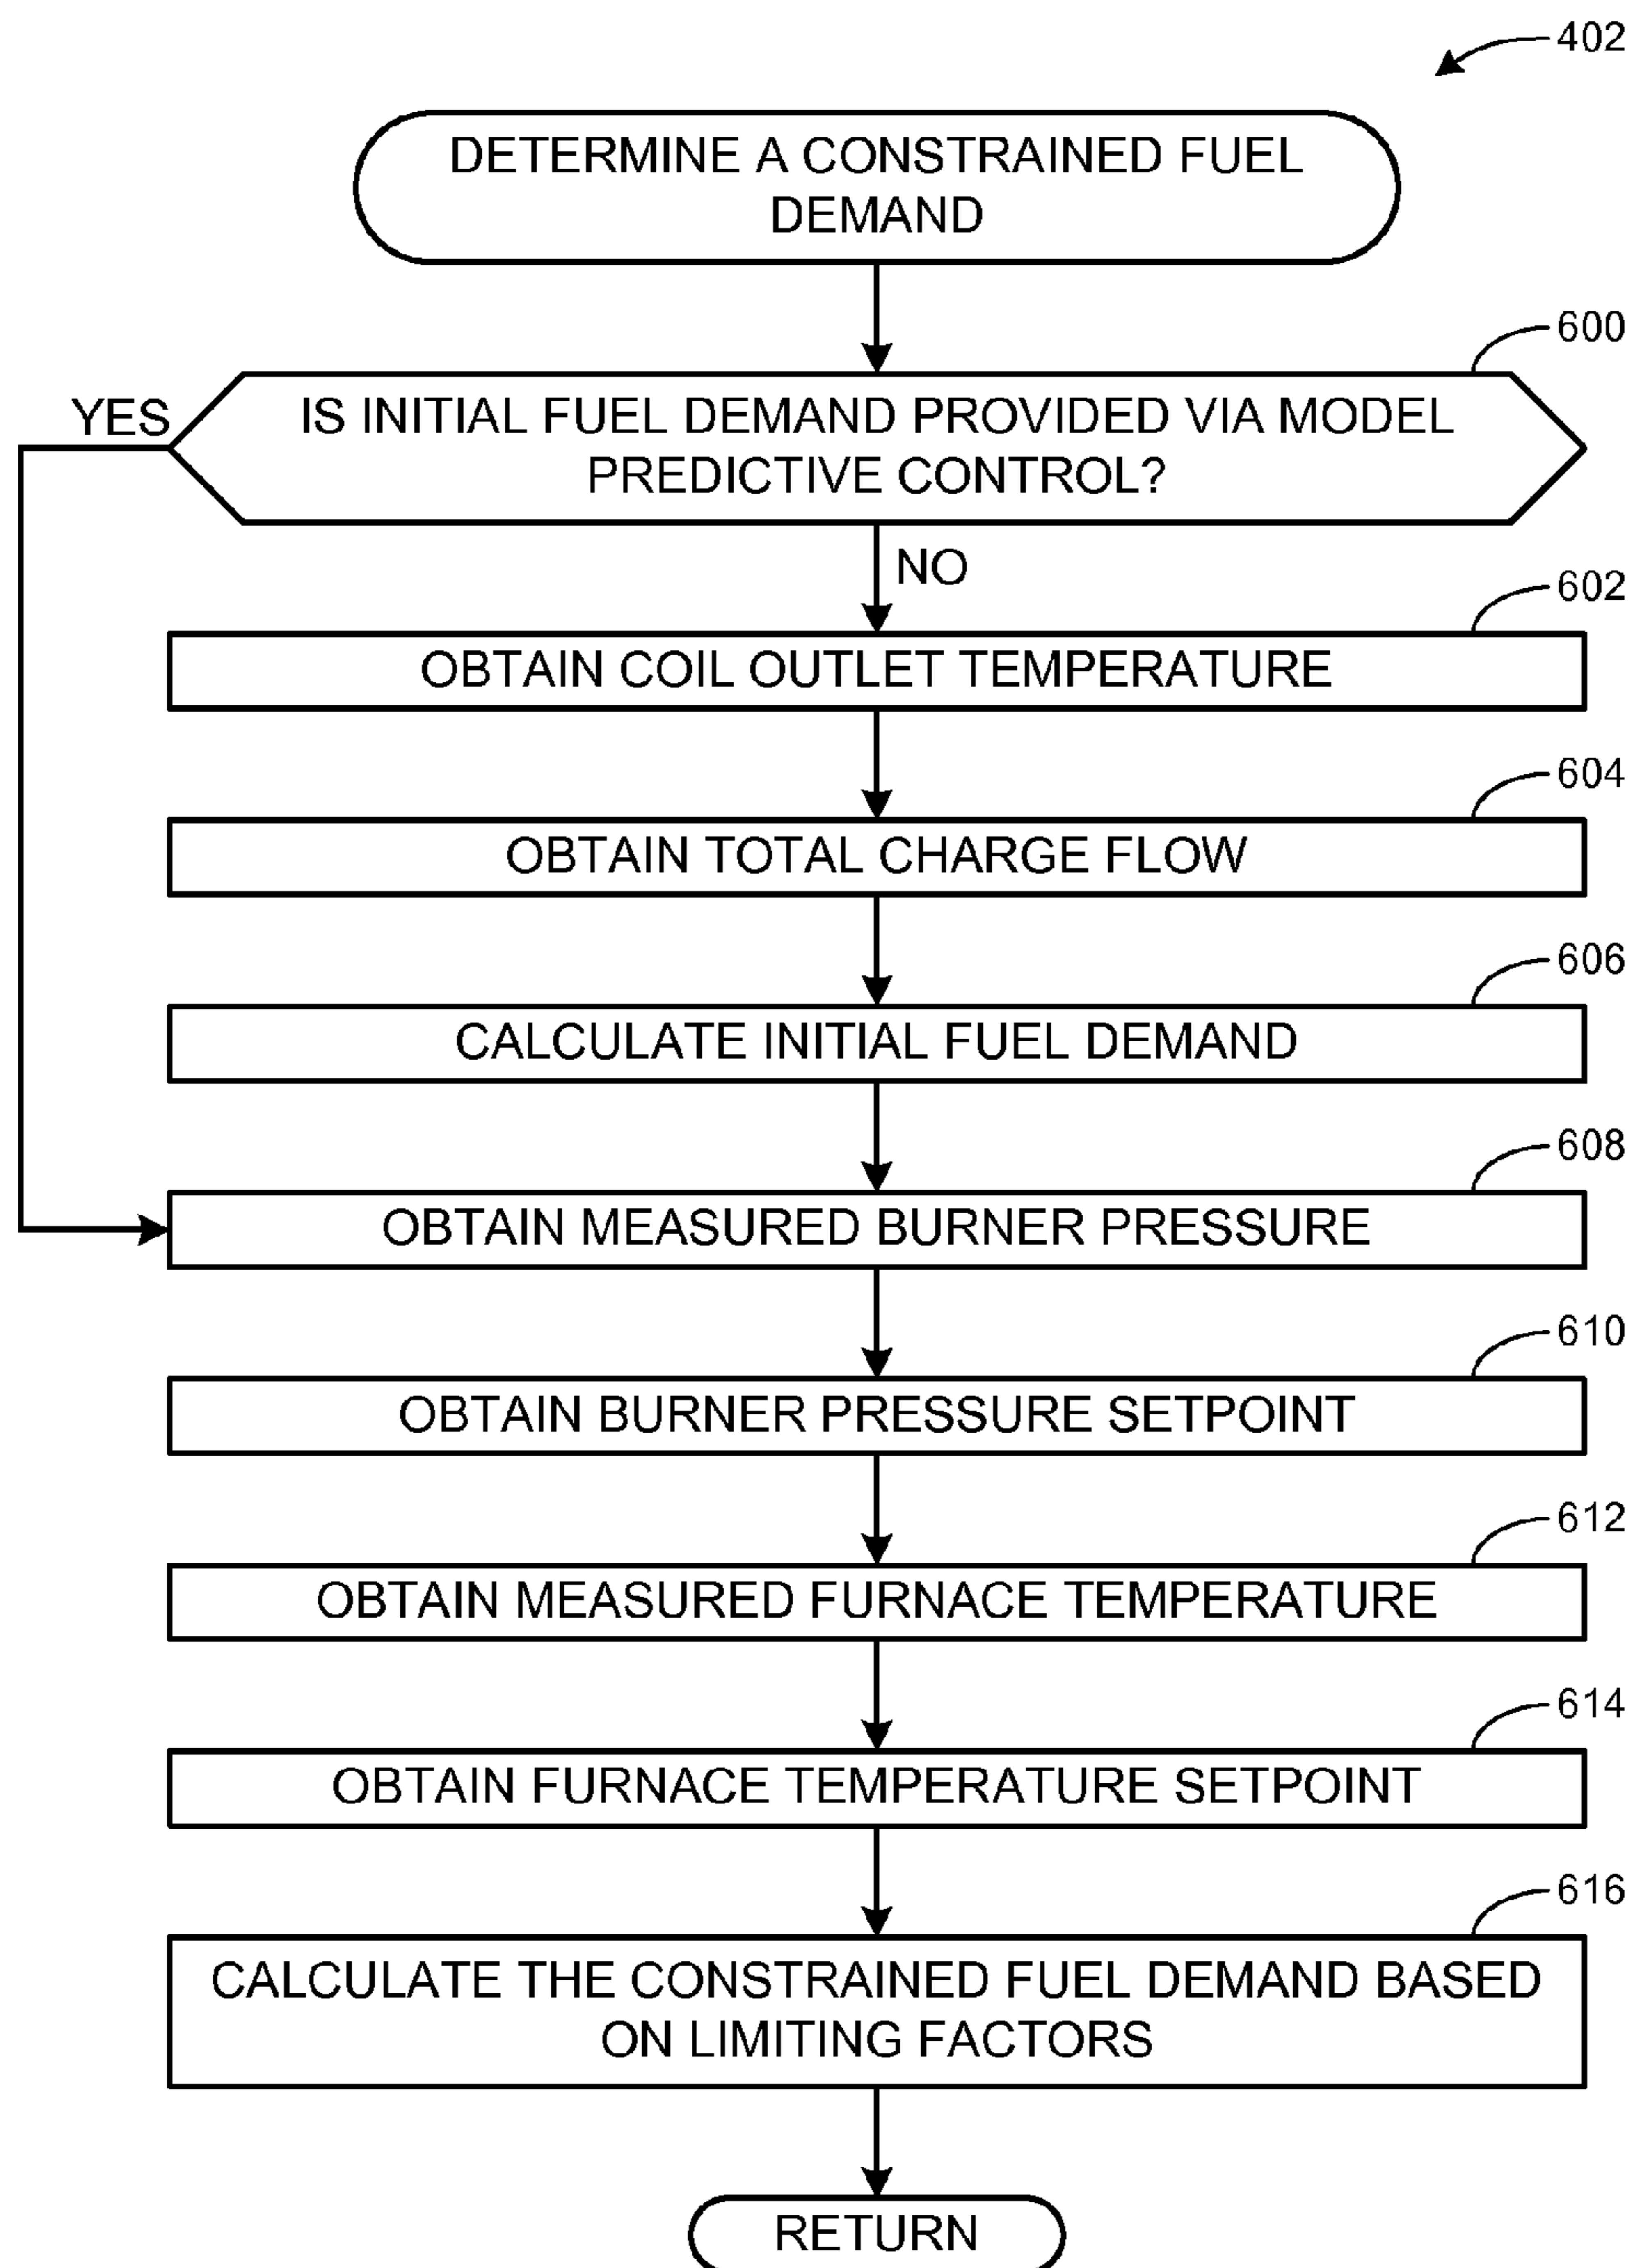 402
DETERMINE A CONSTRAINED FUEL
DEMAND
600
YES
IS INITIAL FUEL DEMAND PROVIDED VIA MODEL
PREDICTIVE CONTROL?
NO
602
OBTAIN COIL OUTLET TEMPERATURE
604
OBTAIN TOTAL CHARGE FLOW
606
CALCULATE INITIAL FUEL DEMAND
608
OBTAIN MEASURED BURNER PRESSURE
610
OBTAIN BURNER PRESSURE SETPOINT
612
OBTAIN MEASURED FURNACE TEMPERATURE
614
OBTAIN FURNACE TEMPERATURE SETPOINT
616
CALCULATE THE CONSTRAINED FUEL DEMAND BASED
ON LIMITING FACTORS
RETURN